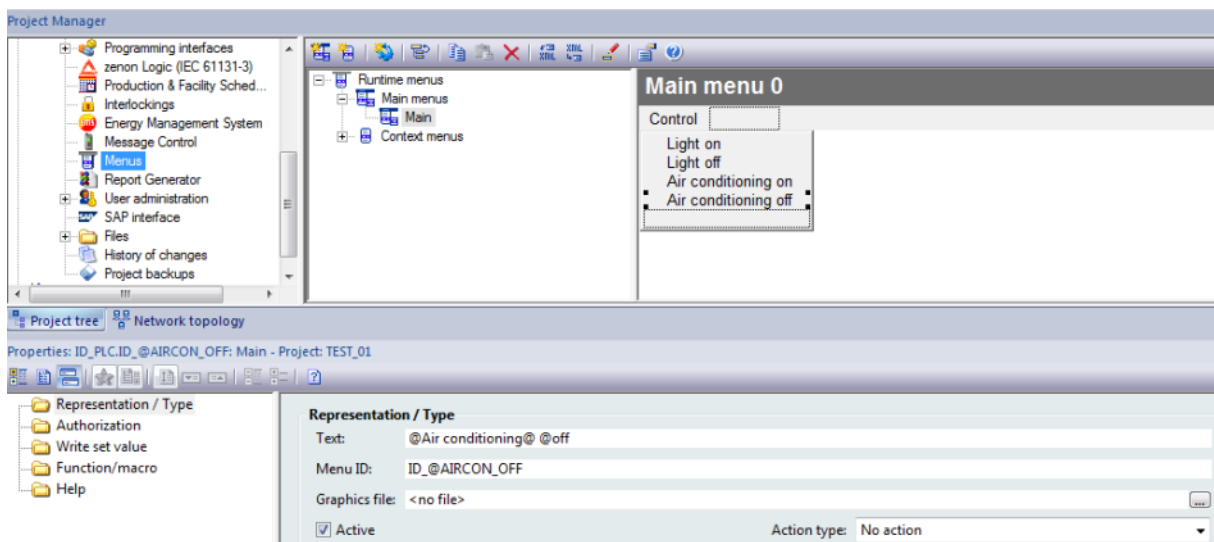 Project Manager
Programming interfaces
zenon Logic (IEC 61131-3)
Production & Facility Sched...
Interlockings
Energy Management System
Message Control
Menus
Report Generator
User administration
SAP interface
Files
History of changes
Project backups
Runtime menus
Main menus
Main
Context menus
Main menu 0
Control
Light on
Light off
Air conditioning on
Air conditioning off
Project tree Network topology
Properties: ID_PLC.ID_@AIRCON_OFF: Main - Project: TEST_01
Representation / Type
Authorization
Write set value
Function/macro
Help
Representation / Type
Text: @Air conditioning@ @off
Menu ID: ID_@AIRCON_OFF
Graphics file: <no file> ...
Active Action type: No action